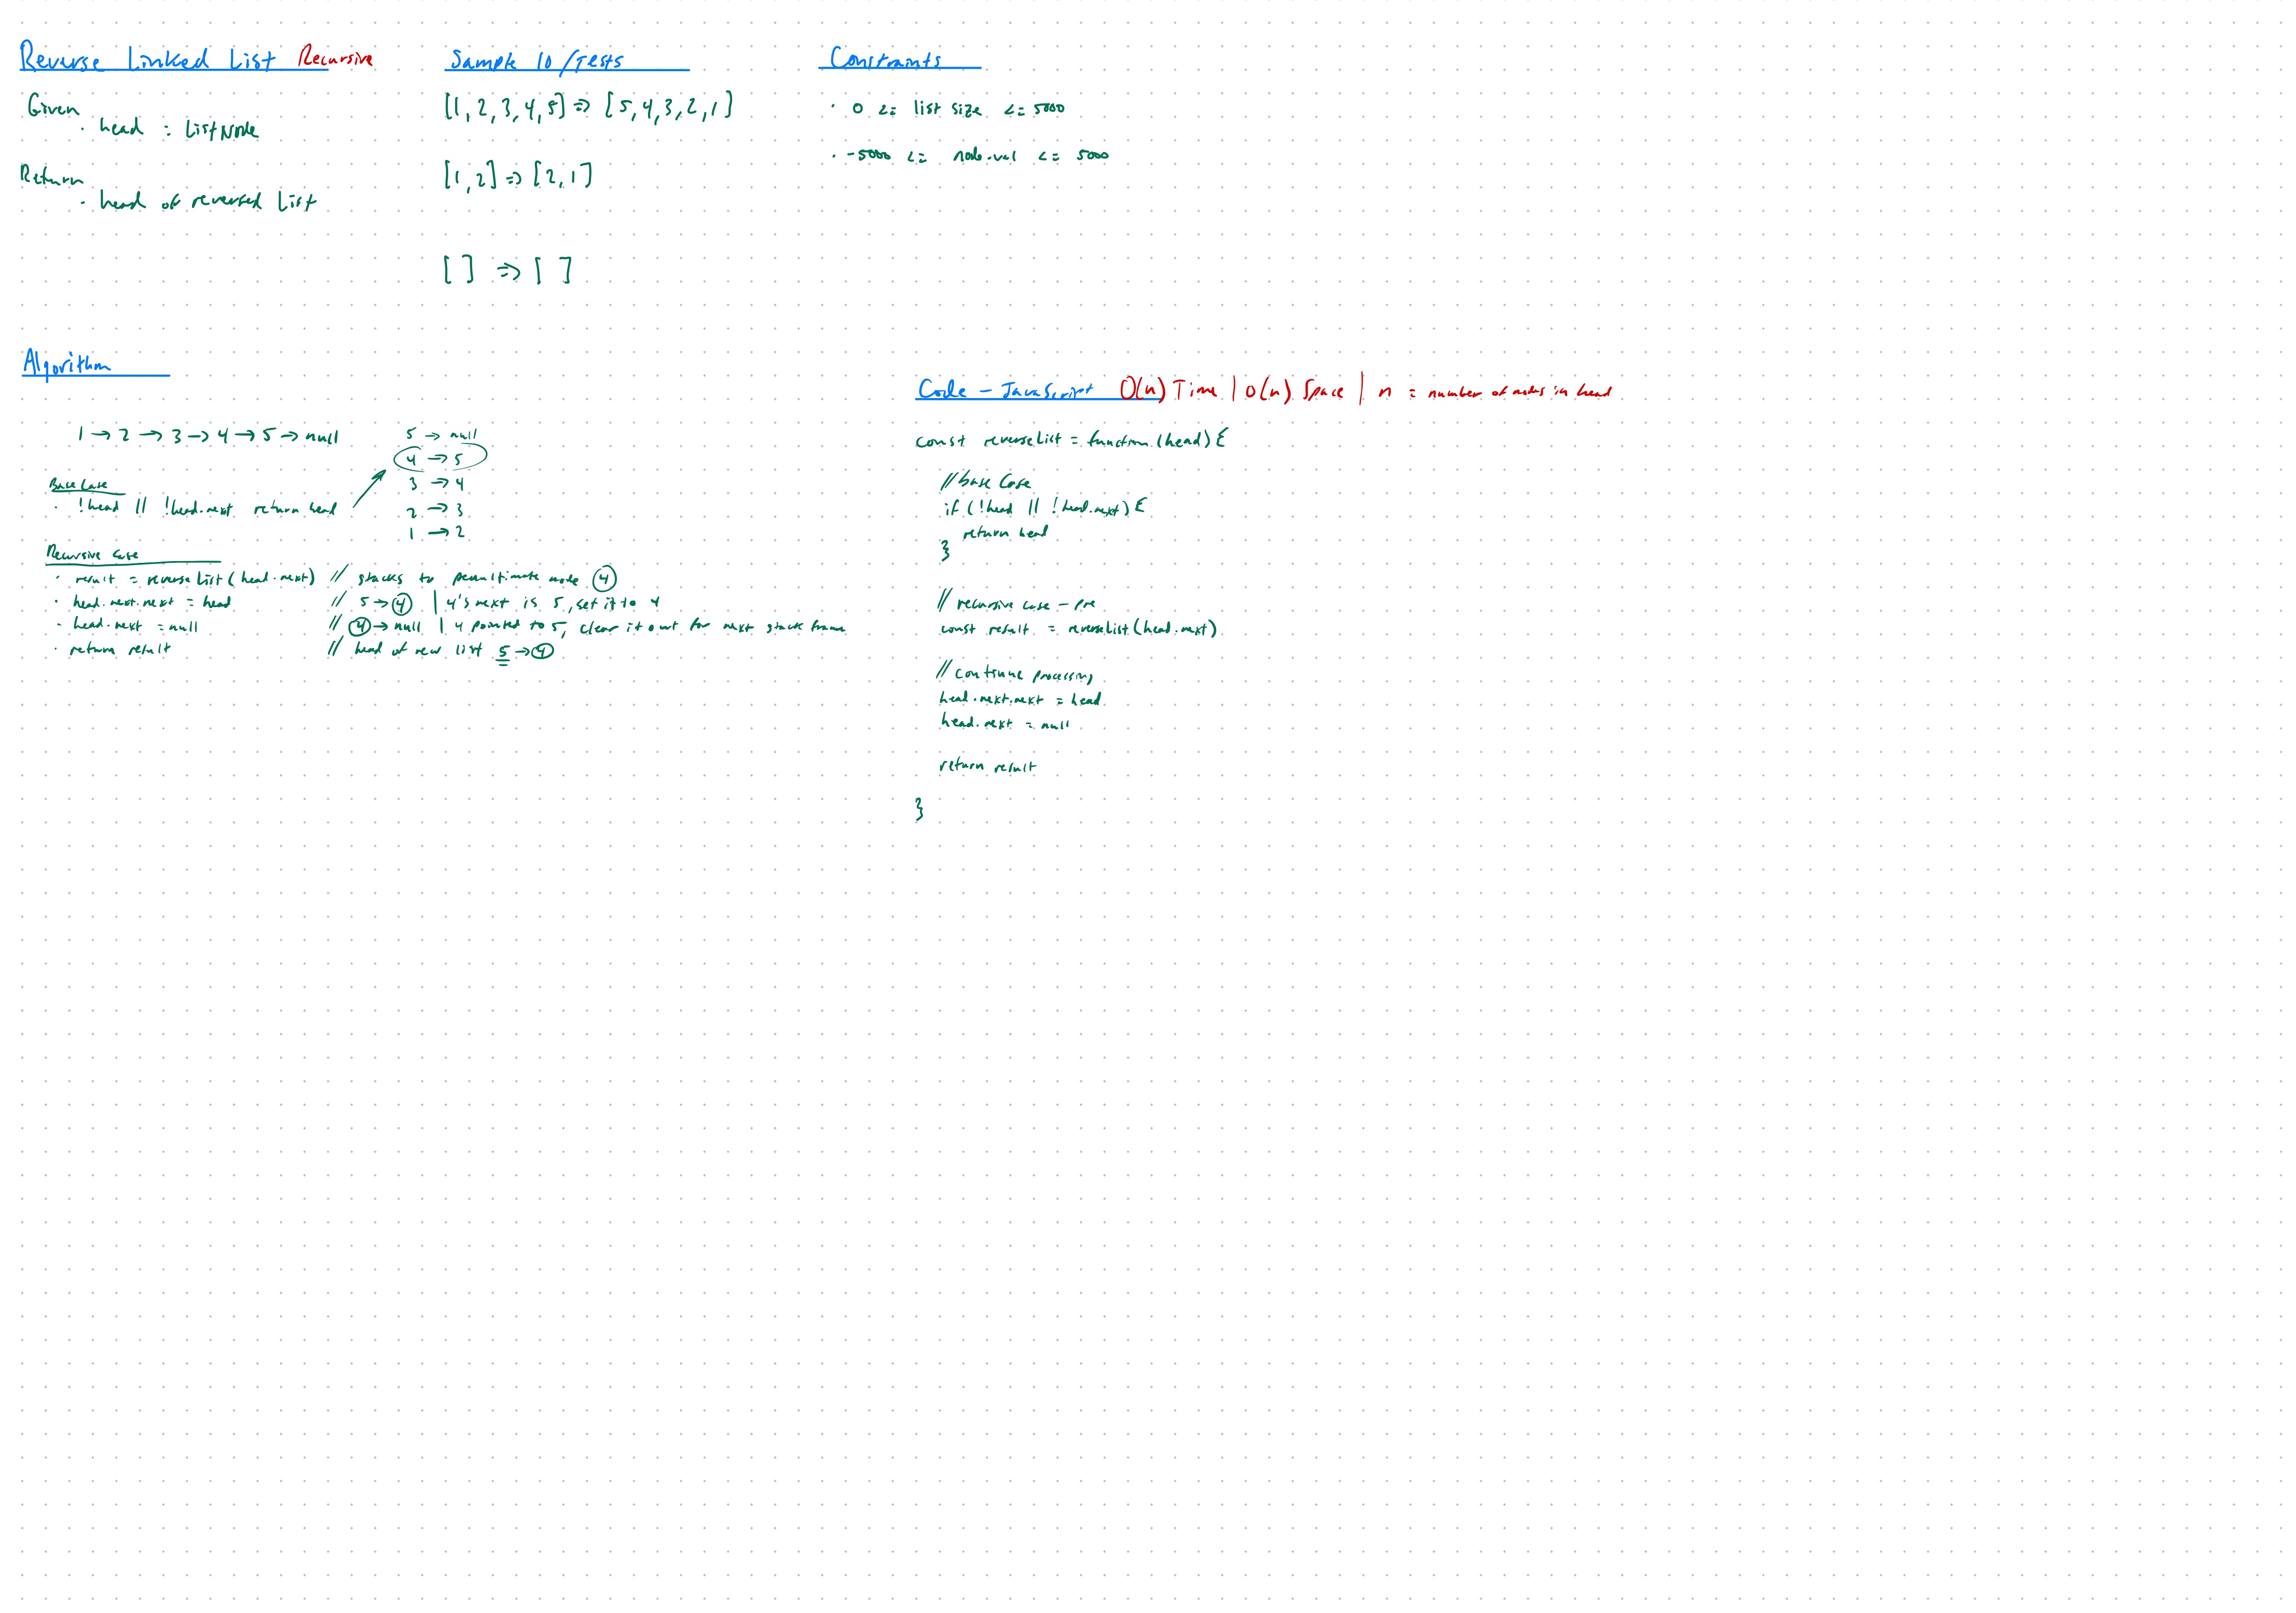 Reverse Linked List Recursive
Given
· head : ListNode
Return
· head of reversed List
Sample IO/Tests
[1, 2, 3, 4, 5] => [5, 4, 3, 2, 1]
[1, 2] => [2, 1]
[ ] => [ ]
Constraints
· 0 <= list size <= 5000
· -5000 <= node.val <= 5000
Algorithm
1 → 2 → 3 → 4 → 5 → null
5 → null
4 → 5
3 → 4
2 → 3
1 → 2
Base Case
· !head || !head.next return head
Recursive Case
· result = reverseList(head.next) // stacks to penultimate node 4
· head.next.next = head // 5 → 4 | 4's next is 5, set it to 4
· head.next = null // 4 → null | 4 pointed to 5, clear it out for next stack frame
· return result // head of new list 5 → 4
Code - JavaScript O(n) Time | O(n) Space | n = number of nodes in head
const reverseList = function(head) {
// base case
if (!head || !head.next) {
return head
}
// recursive case - pre
const result = reverseList(head.next)
// continue processing
head.next.next = head
head.next = null
return result
}